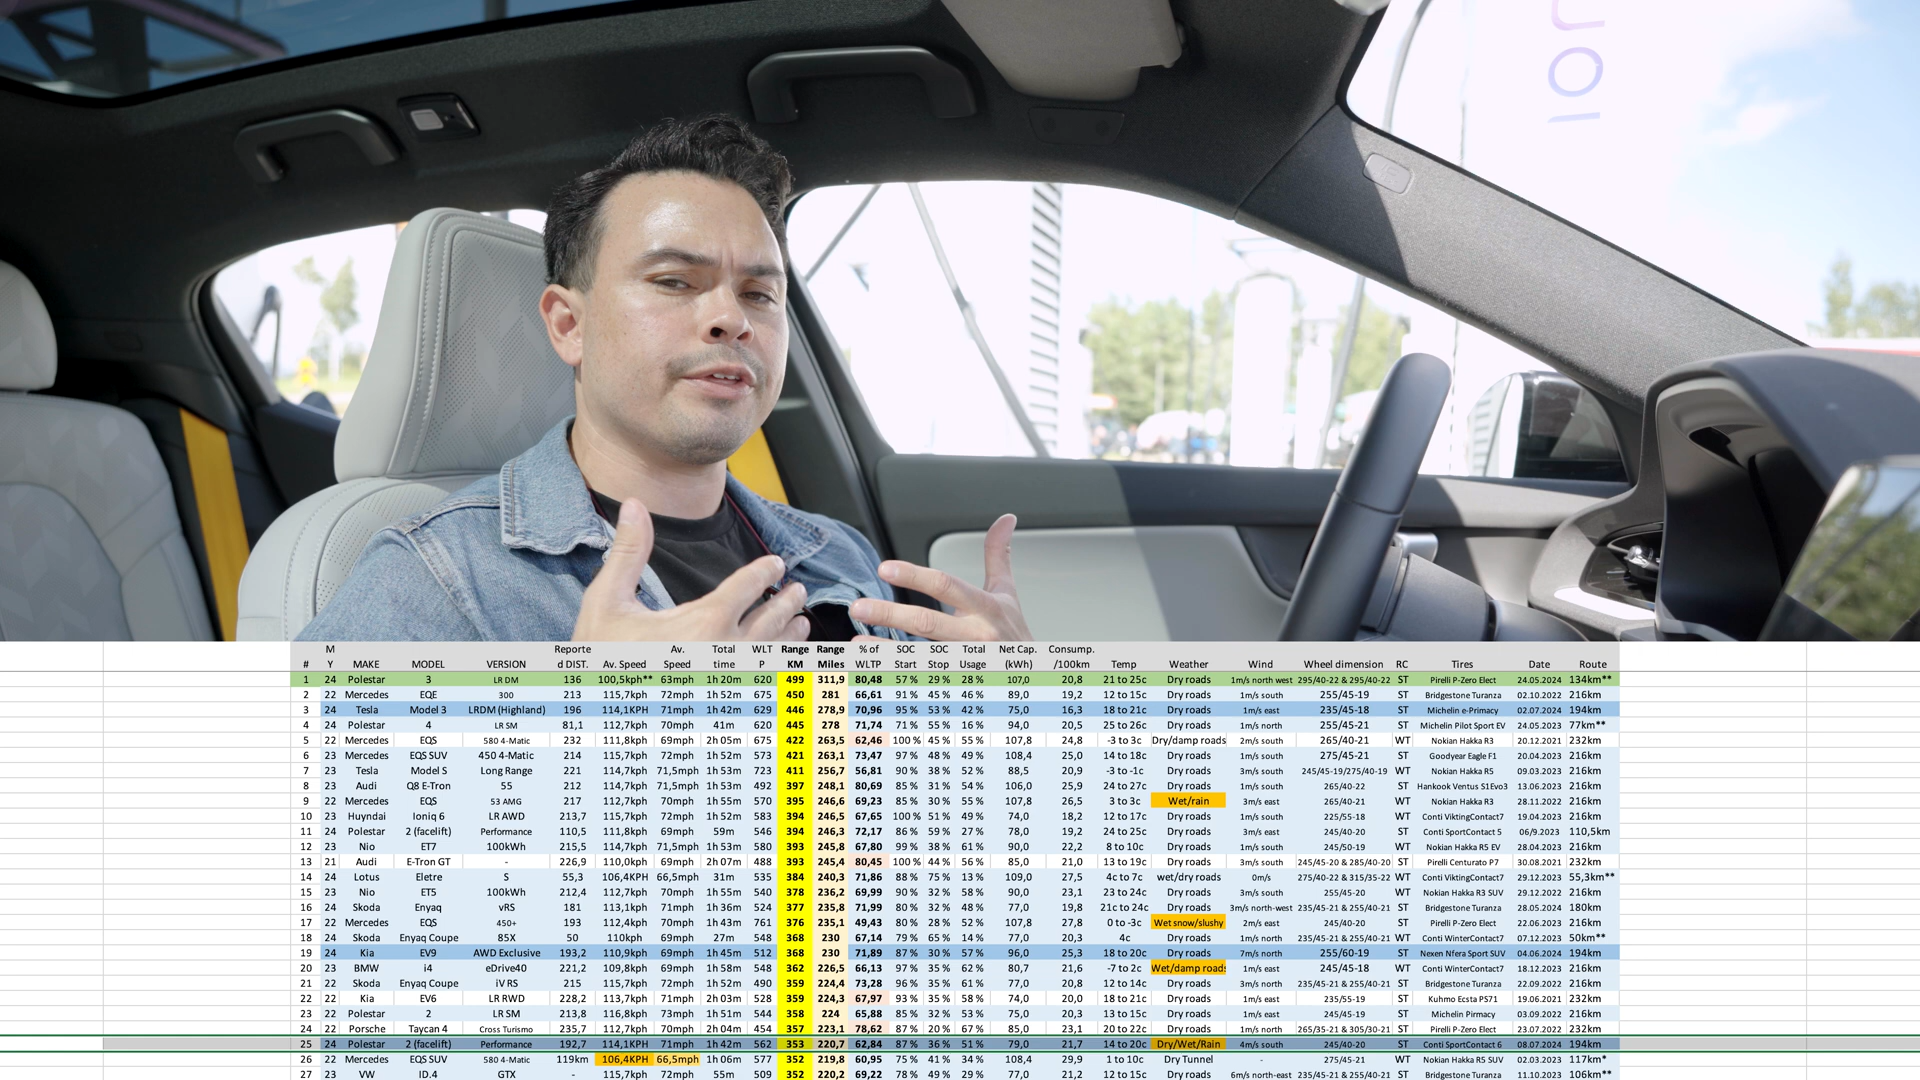 M Reporte Av. Total WLT Range Range % of SOC SOC Total Net Cap. Consump.
# Y MAKE MODEL VERSION d DIST. Av. Speed Speed time P KM Miles WLTP Start Stop Usage (kWh) /100km Temp Weather Wind Wheel dimension RC Tires Date Route
1 24 Polestar 3 LR DM 136 100,5kph** 63mph 1h 20m 620 499 311,9 80,48 57 % 29 % 28 % 107,0 20,8 21 to 25c Dry roads 1m/s north west 295/40-22 & 295/40-22 ST Pirelli P-Zero Elect 24.05.2024 134km**
2 22 Mercedes EQE 300 213 115,7kph 72mph 1h 52m 675 450 281 66,61 91 % 45 % 46 % 89,0 19,2 12 to 15c Dry roads 1m/s south 255/45-19 ST Bridgestone Turanza 02.10.2022 216km
3 24 Tesla Model 3 LRDM (Highland) 196 114,1KPH 71mph 1h 42m 629 446 278,9 70,96 95 % 53 % 42 % 75,0 16,3 18 to 21c Dry roads 1m/s east 235/45-18 ST Michelin e-Primacy 02.07.2024 194km
4 24 Polestar 4 LR SM 81,1 112,7kph 70mph 41m 620 445 278 71,74 71 % 55 % 16 % 94,0 20,5 25 to 26c Dry roads 1m/s north ST Michelin Pilot Sport EV 24.05.2023 77km**
5 22 Mercedes EQS 580 4-Matic 232 111,8kph 69mph 2h 05m 675 422 263,5 62,46 100 % 45 % 55 % 107,8 24,8 -3 to 3c Dry/damp roads 2m/s south 265/40-21 WT Nokian Hakka R3 20.12.2021 232km
6 23 Mercedes EQS SUV 450 4-Matic 214 115,7kph 72mph 1h 52m 573 421 263,1 73,47 97 % 48 % 49 % 108,4 25,0 14 to 18c Dry roads 1m/s south 275/45-21 ST Goodyear Eagle F1 20.04.2023 216km
7 23 Tesla Model S Long Range 221 114,7kph 71,5mph 1h 53m 723 411 256,7 56,81 90 % 38 % 52 % 88,5 20,9 -3 to -1c Dry roads 3m/s south 245/45-19/275/40-19 WT Nokian Hakka R5 09.03.2023 216km
8 23 Audi Q8 E-Tron 55 212 114,7kph 71,5mph 1h 53m 492 397 248,1 80,69 85 % 31 % 54 % 106,0 25,9 24 to 27c Dry roads 3m/s south 265/40-22 ST Hankook Ventus S1Evo3 13.06.2023 216km
9 22 Mercedes EQS 53 AMG 217 112,7kph 70mph 1h 55m 570 395 246,6 69,23 85 % 30 % 55 % 107,8 26,5 3 to 3c Wet/rain 3m/s east 265/40-21 WT Nokian Hakka R3 28.11.2022 216km
10 23 Huyndai Ioniq 6 LR AWD 213,7 115,7kph 72mph 1h 52m 583 394 246,5 67,65 100 % 51 % 49 % 74,0 18,2 12 to 17c Dry roads 1m/s south 225/55-18 WT Conti ViktingContact7 19.04.2023 216km
11 24 Polestar 2 (facelift) Performance 110,5 111,8kph 69mph 59m 546 394 246,3 72,17 86 % 59 % 27 % 78,0 19,2 24 to 25c Dry roads 3m/s east 245/40-20 ST Conti SportContact 5 06/9.2023 110,5km
12 23 Nio ET7 100kWh 215,5 114,7kph 71,5mph 1h 53m 580 393 245,8 67,80 99 % 38 % 61 % 90,0 22,2 8 to 10c Dry roads 1m/s south 245/50-19 WT Nokian Hakka R5 EV 28.04.2023 216km
13 21 Audi E-Tron GT - 226,9 110,0kph 69mph 2h 07m 488 393 245,4 80,45 100 % 44 % 56 % 85,0 21,0 13 to 19c Dry roads 3m/s south 245/45-20 & 285/40-20 ST Pirelli Centurato P7 30.08.2021 232km
14 24 Lotus Eletre S 55,3 106,4KPH 66,5mph 31m 535 384 240,3 71,86 88 % 75 % 13 % 109,0 27,5 4c to 7c wet/dry roads 0m/s 275/40-22 & 315/35-22 WT Conti ViktingContact7 29.12.2023 55,3km**
15 23 Nio ET5 100kWh 212,4 112,7kph 70mph 1h 55m 540 378 236,2 69,99 90 % 32 % 58 % 90,0 23,1 23 to 24c Dry roads 3m/s south 255/45-20 WT Nokian Hakka R3 SUV 29.12.2023 216km
16 24 Skoda Enyaq vRS 181 113,1kph 71mph 1h 36m 524 377 235,8 71,99 80 % 32 % 48 % 77,0 19,8 21c to 24c Dry roads 3m/s north-west 235/45-21 & 255/40-21 ST Bridgestone Turanza 28.05.2024 180km
17 22 Mercedes EQS 450+ 193 112,4kph 70mph 1h 43m 761 376 235,1 49,43 80 % 28 % 52 % 107,8 27,4 0 to -3c Wet snow/slushy 2m/s east 245/40-20 ST Pirelli P-Zero Elect 22.06.2023 216km
18 24 Skoda Enyaq Coupe 85X 50 110kph 69mph 27m 548 368 230 67,14 79 % 65 % 14 % 77,0 20,3 4c Dry roads 1m/s north 235/45-21 & 255/40-21 WT Conti WinterContact7 07.12.2023 50km**
19 24 Kia EV9 AWD Exclusive 193,2 110,9kph 69mph 1h 45m 512 368 230 71,89 87 % 30 % 57 % 96,0 25,3 18 to 20c Dry roads 7m/s north 255/60-19 ST Nexen Nfera Sport SUV 04.06.2024 194km
20 23 BMW i4 eDrive40 221,2 109,8kph 69mph 1h 58m 548 362 226,5 66,13 97 % 35 % 62 % 80,7 21,6 -7 to 2c Wet/damp roads 1m/s east 245/45-18 WT Conti WinterContact7 18.12.2023 216km
21 22 Skoda Enyaq Coupe iV RS 215 115,7kph 72mph 1h 52m 490 359 224,4 73,28 96 % 35 % 61 % 77,0 20,8 12 to 14c Dry roads 3m/s south 235/45-21 & 255/40-21 ST Bridgestone Turanza 22.09.2022 216km
22 22 Kia EV6 LR RWD 228,2 113,7kph 71mph 2h 03m 528 359 224,3 67,97 93 % 35 % 58 % 74,0 20,0 18 to 21c Dry roads 1m/s east 235/55-19 ST Kuhmo Ecsta PS71 19.06.2021 232km
23 22 Polestar 2 LR SM 213,8 116,8kph 73mph 1h 51m 544 358 224 65,88 85 % 32 % 53 % 75,0 20,3 13 to 15c Dry roads 3m/s south 245/45-19 ST Michelin Pirmacy 03.09.2022 216km
24 22 Porsche Taycan 4 Cross Turismo 235,7 112,7kph 70mph 2h 04m 454 357 223,1 78,62 87 % 20 % 67 % 85,0 23,1 20 to 22c Dry roads 1m/s north 265/35-21 & 305/30-21 ST Pirelli P-Zero Elect 23.07.2022 232km
25 24 Polestar 2 (facelift) Performance 192,7 114,1KPH 71mph 1h 42m 562 353 220,7 62,84 87 % 36 % 51 % 79,0 21,7 14 to 20c Dry/Wet/Rain 4m/s south 245/40-20 ST Conti SportContact 6 08.07.2024 194km
26 22 Mercedes EQS SUV 580 4-Matic 119km 106,4KPH 66,5mph 1h 06m 577 352 219,8 60,95 75 % 41 % 34 % 108,4 29,9 1 to 10c Dry Tunnel - 275/45-21 WT Nokian Hakka R5 SUV 02.03.2023 117km*
27 23 VW ID.4 GTX - 115,7kph 72mph 55m 509 352 220,2 69,22 78 % 49 % 29 % 77,0 21,2 12 to 15c Dry roads 6m/s north-east 235/45-21 & 255/40-21 ST Bridgestone Turanza 11.10.2023 106km**